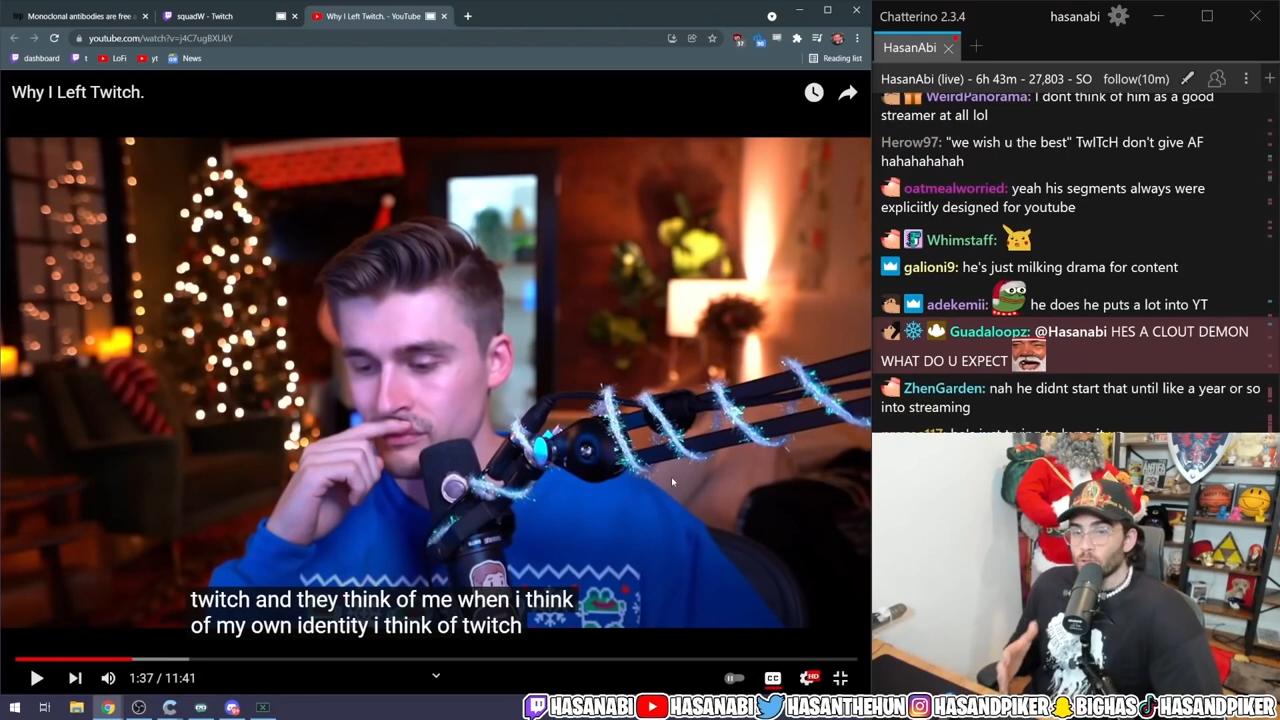 Monoclonal antibodies are free
squadW - Twitch
Why I Left Twitch. - YouTube
youtube.com/watch?v=j4C7ugBXUkY
dashboard
t
LoFi
yt
News
Reading list
Why I Left Twitch.
twitch and they think of me when i think
of my own identity i think of twitch
1:37 / 11:41
CC
HD
Chatterino 2.3.4
hasanabi
HasanAbi
HasanAbi (live) - 6h 43m - 27,803 - SO follow(10m)
WeirdPanorama: I dont think of him as a good
streamer at all lol
Herow97: "we wish u the best" TwITcH don't give AF
hahahahahah
oatmealworried: yeah his segments always were
expliciitly designed for youtube
Whimstaff:
galioni9: he's just milking drama for content
adekemii: he does he puts a lot into YT
Guadaloopz: @Hasanabi HES A CLOUT DEMON
WHAT DO U EXPECT
ZhenGarden: nah he didnt start that until like a year or so
into streaming
HASANABI
HASANABI
HASANTHEHUN
HASANDPIKER
BIGHAS
HASANDPIKER